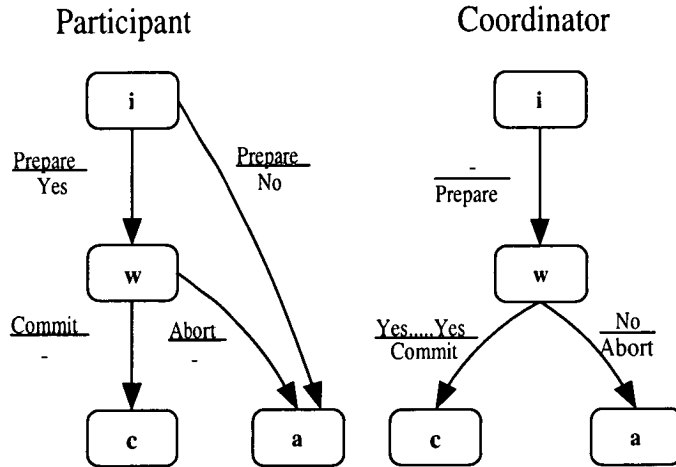 Participant
Coordinator
i
i
Prepare
Yes
Prepare
No
-
Prepare
w
w
Commit
-
Abort
-
Yes.....Yes
Commit
No
Abort
c
a
c
a